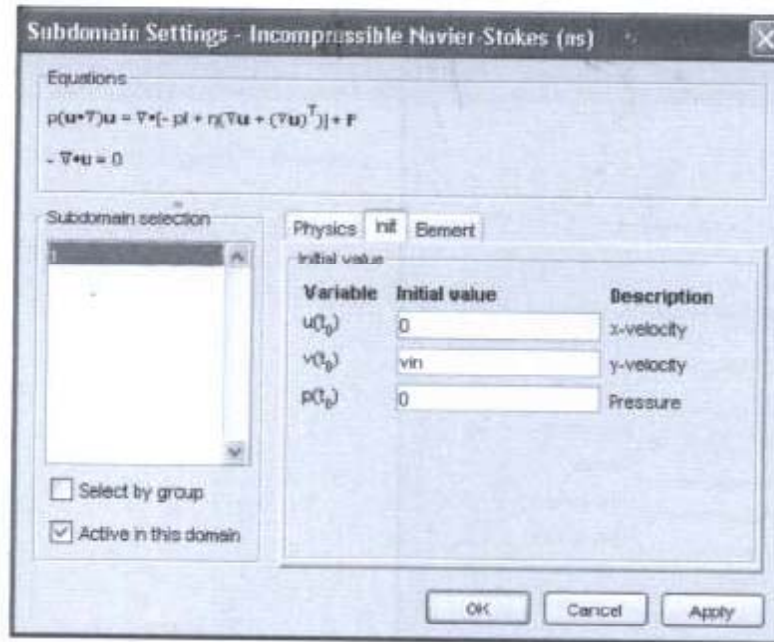 Subdomain Settings - Incompressible Navier-Stokes (ns)
Equations
ρ(u•∇)u = ∇•[- pI + η(∇u + (∇u)ᵀ)] + F
- ∇•u = 0
Subdomain selection
1
Select by group
Active in this domain
Physics Init Element
Initial value
Variable Initial value Description
u(t₀) 0 x-velocity
v(t₀) vin y-velocity
p(t₀) 0 Pressure
OK Cancel Apply